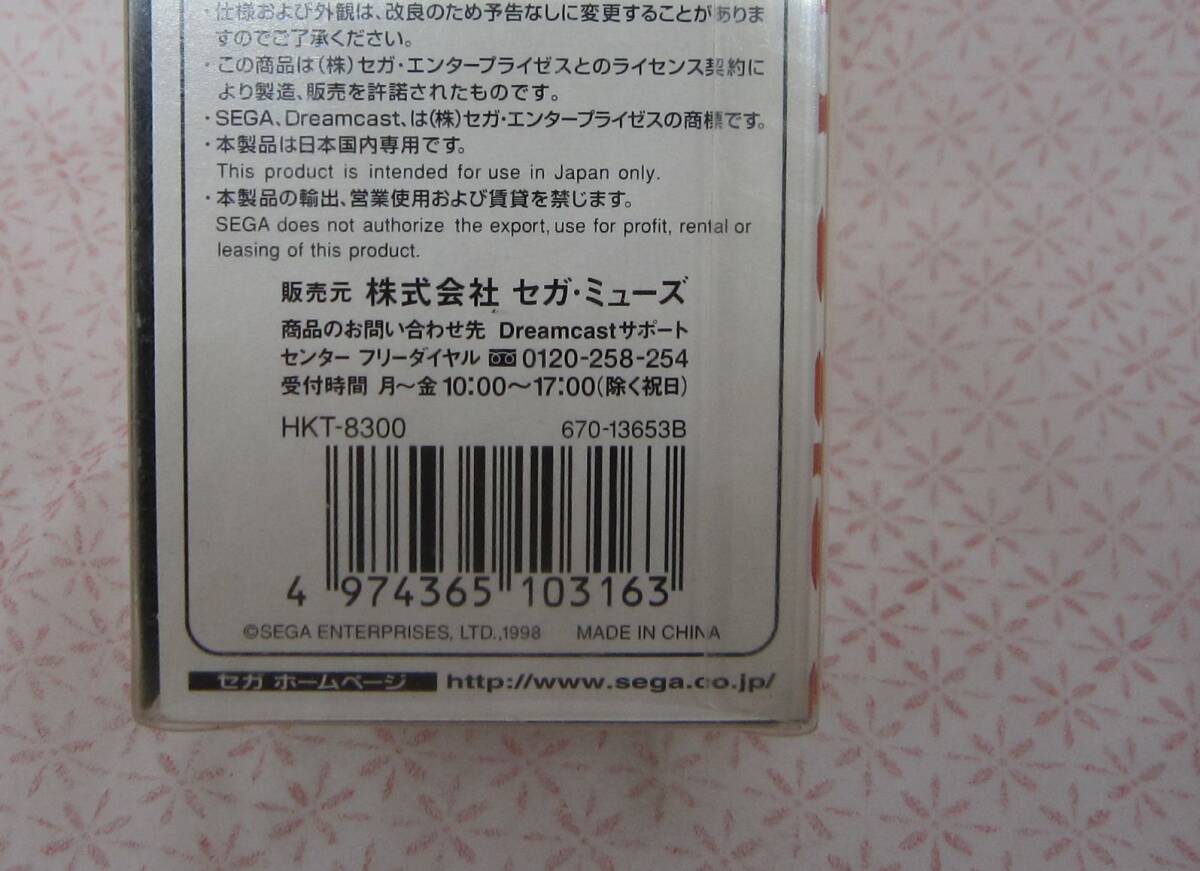 ・仕様および外観は、改良のため予告なしに変更することがありま
すのでご了承ください。
・この商品は(株)セガ・エンタープライゼスとのライセンス契約に
より製造、販売を許諾されたものです。
・SEGA、Dreamcast、は(株)セガ・エンタープライゼスの商標です。
・本製品は日本国内専用です。
This product is intended for use in Japan only.
・本製品の輸出、営業使用および賃貸を禁じます。
SEGA does not authorize the export, use for profit, rental or
leasing of this product.
販売元 株式会社 セガ・ミューズ
商品のお問い合わせ先 Dreamcastサポート
センター フリーダイヤル 0120-258-254
受付時間 月〜金10:00〜17:00(除く祝日)
HKT-8300 670-13653B
4 974365 103163
©SEGA ENTERPRISES, LTD.,1998 MADE IN CHINA
セガ ホームページ http://www.sega.co.jp/